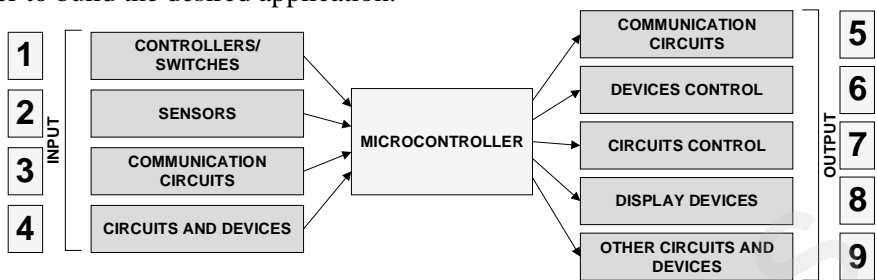 er to build the desired application.
1
CONTROLLERS/
SWITCHES
2
SENSORS
3
COMMUNICATION
CIRCUITS
4
CIRCUITS AND DEVICES
INPUT
MICROCONTROLLER
COMMUNICATION
CIRCUITS
5
DEVICES CONTROL
6
CIRCUITS CONTROL
7
DISPLAY DEVICES
8
OTHER CIRCUITS AND
DEVICES
9
OUTPUT